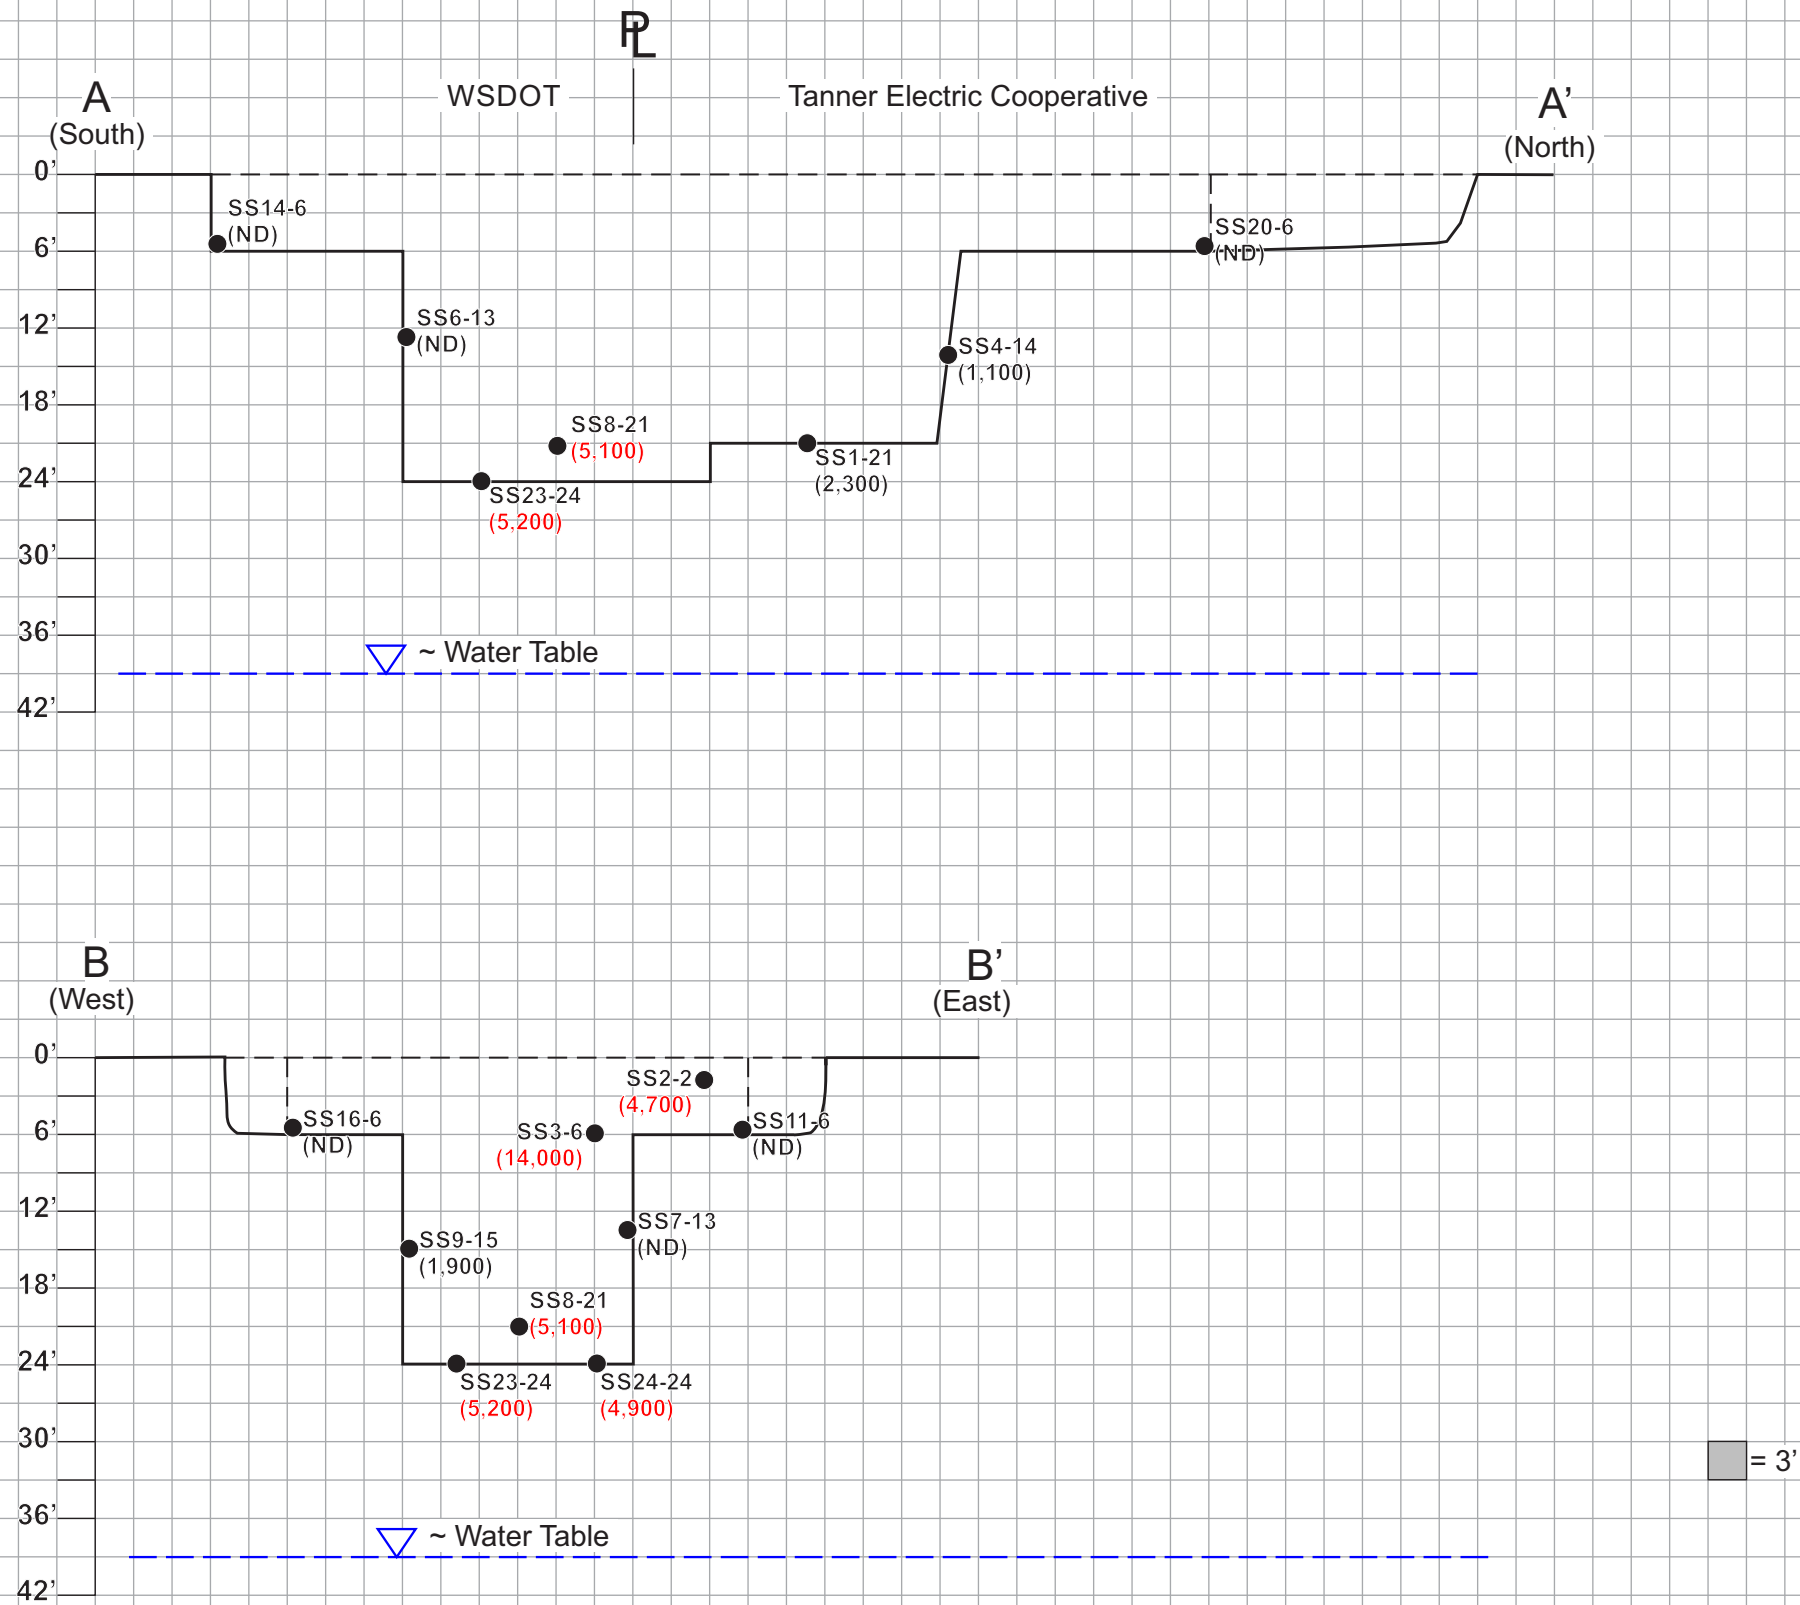 PL
WSDOT
Tanner Electric Cooperative
A
(South)
A’
(North)
0’
SS14-6
(ND)
SS20-6
(ND)
6’
SS6-13
(ND)
12’
SS4-14
(1,100)
18’
SS8-21
(5,100)
SS1-21
(2,300)
24’
SS23-24
(5,200)
30’
36’
~ Water Table
42’
B
(West)
B’
(East)
0’
SS2-2
(4,700)
SS16-6
(ND)
SS3-6
(14,000)
SS11-6
(ND)
6’
12’
SS9-15
(1,900)
SS7-13
(ND)
18’
SS8-21
(5,100)
24’
SS23-24
(5,200)
SS24-24
(4,900)
30’
= 3’
36’
~ Water Table
42’